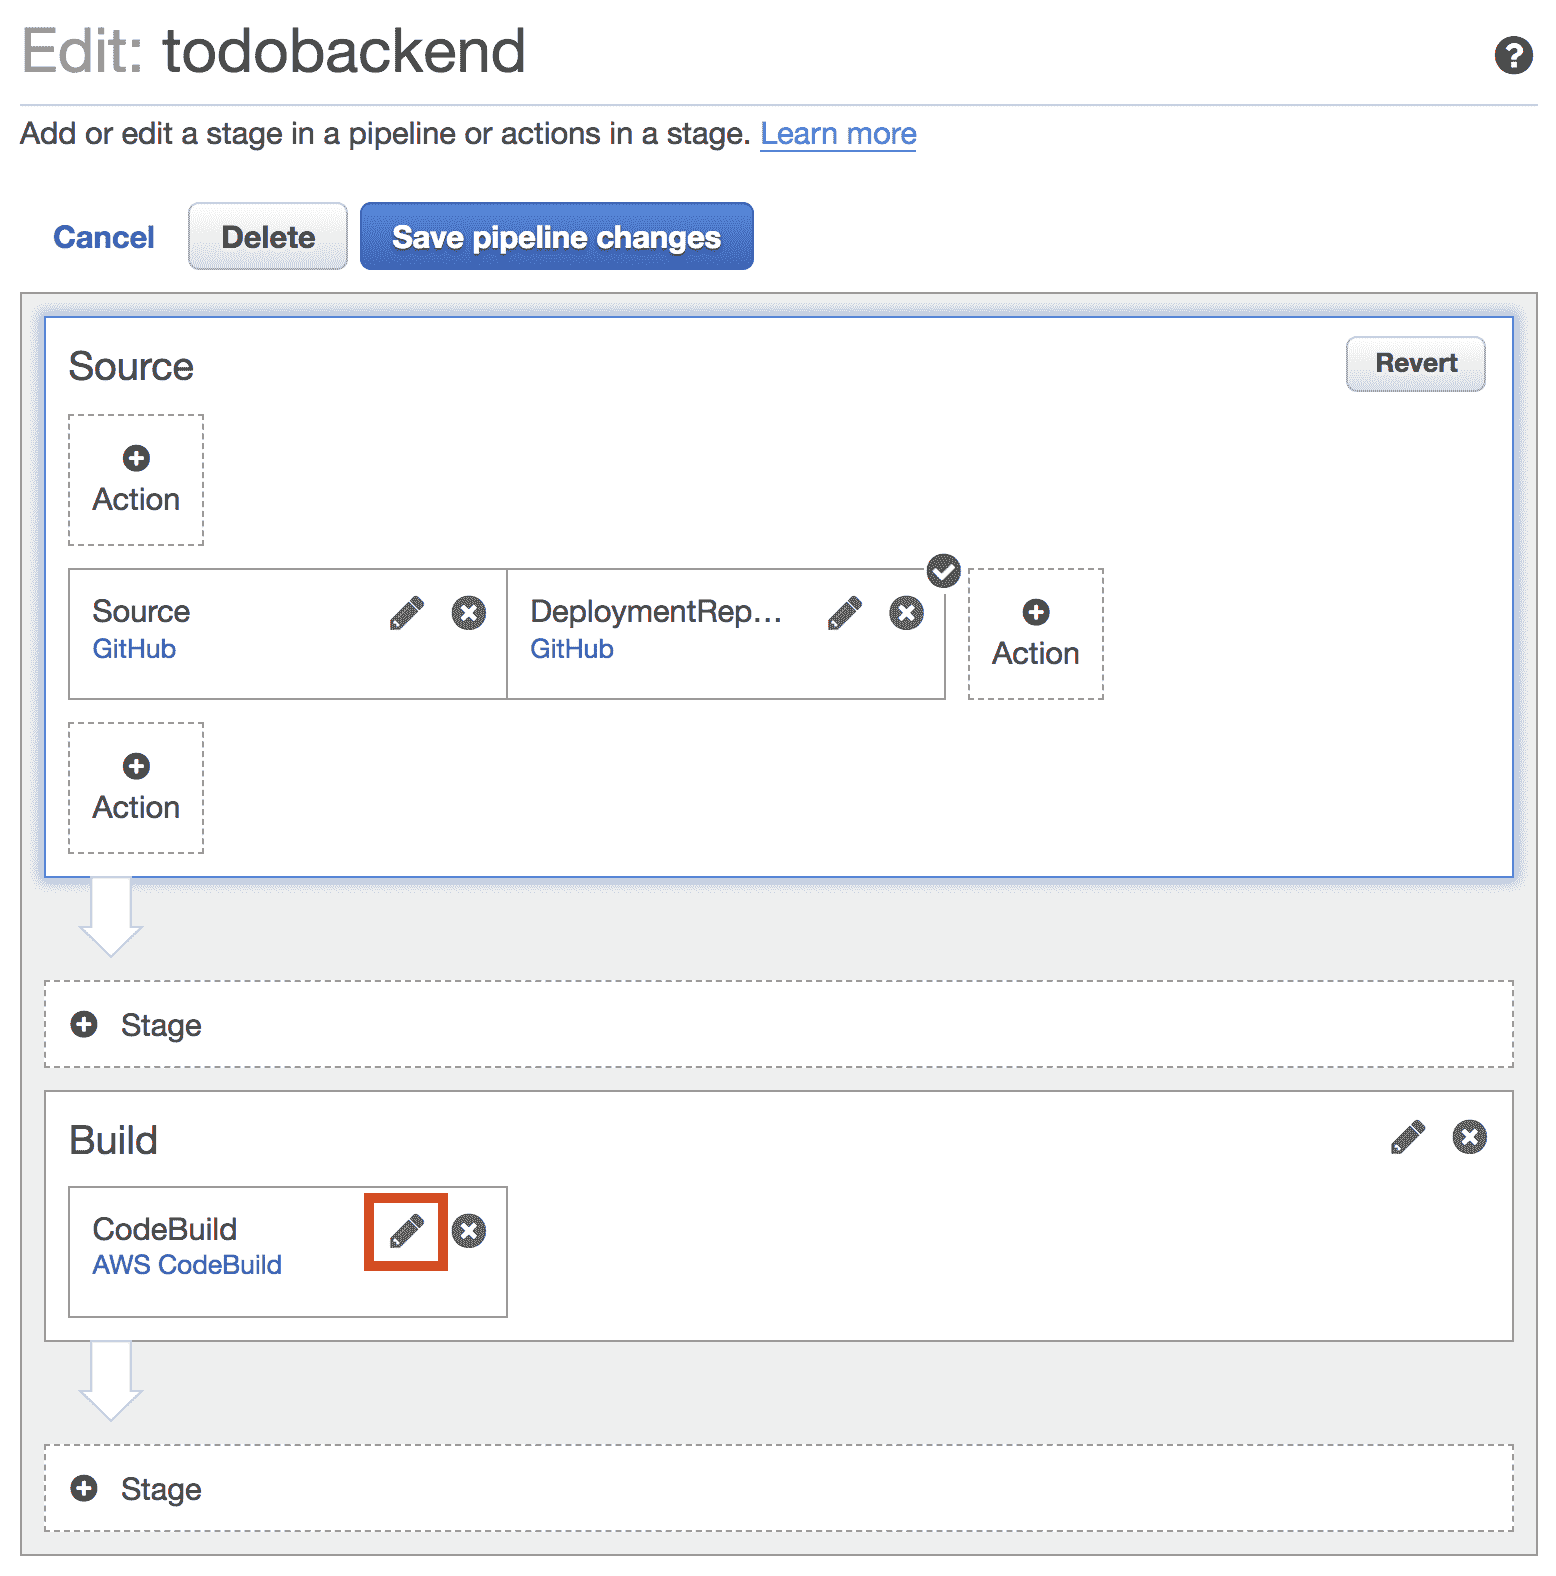 Edit: todobackend
Add or edit a stage in a pipeline or actions in a stage. Learn more
Cancel Delete Save pipeline changes
Source Revert
Action
Source DeploymentRep...
GitHub GitHub
Action
Action
Stage
Build
CodeBuild
AWS CodeBuild
Stage